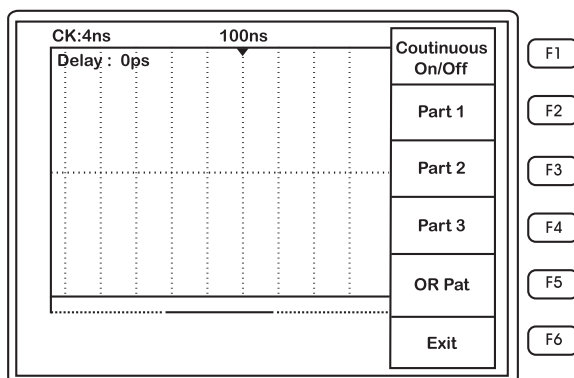 CK:4ns 100ns
Delay : 0ps
Coutinuous
On/Off
Part 1
Part 2
Part 3
OR Pat
Exit
F1
F2
F3
F4
F5
F6